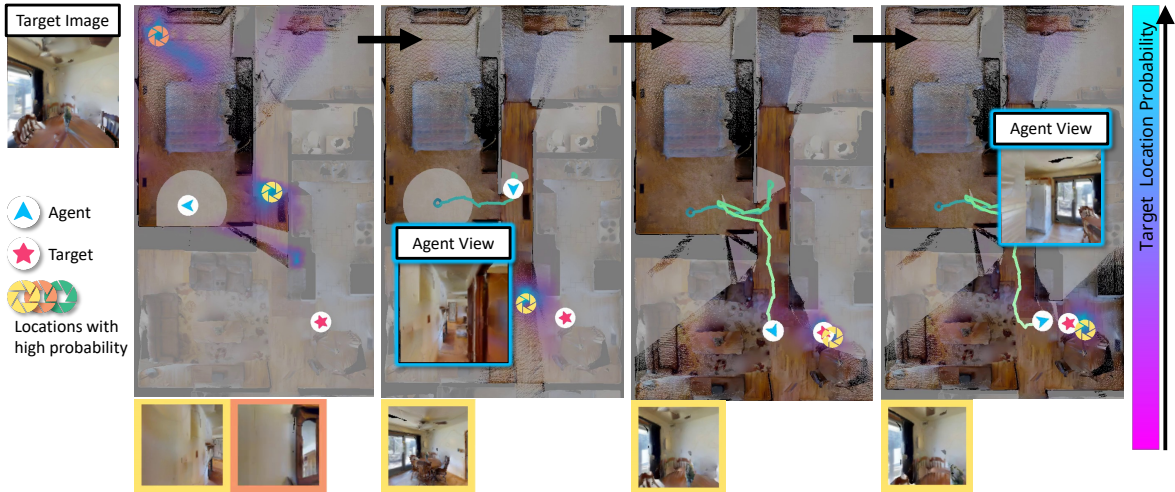 Target Image
Agent
Target
Locations with
high probability
Agent View
Agent View
Target Location Probability